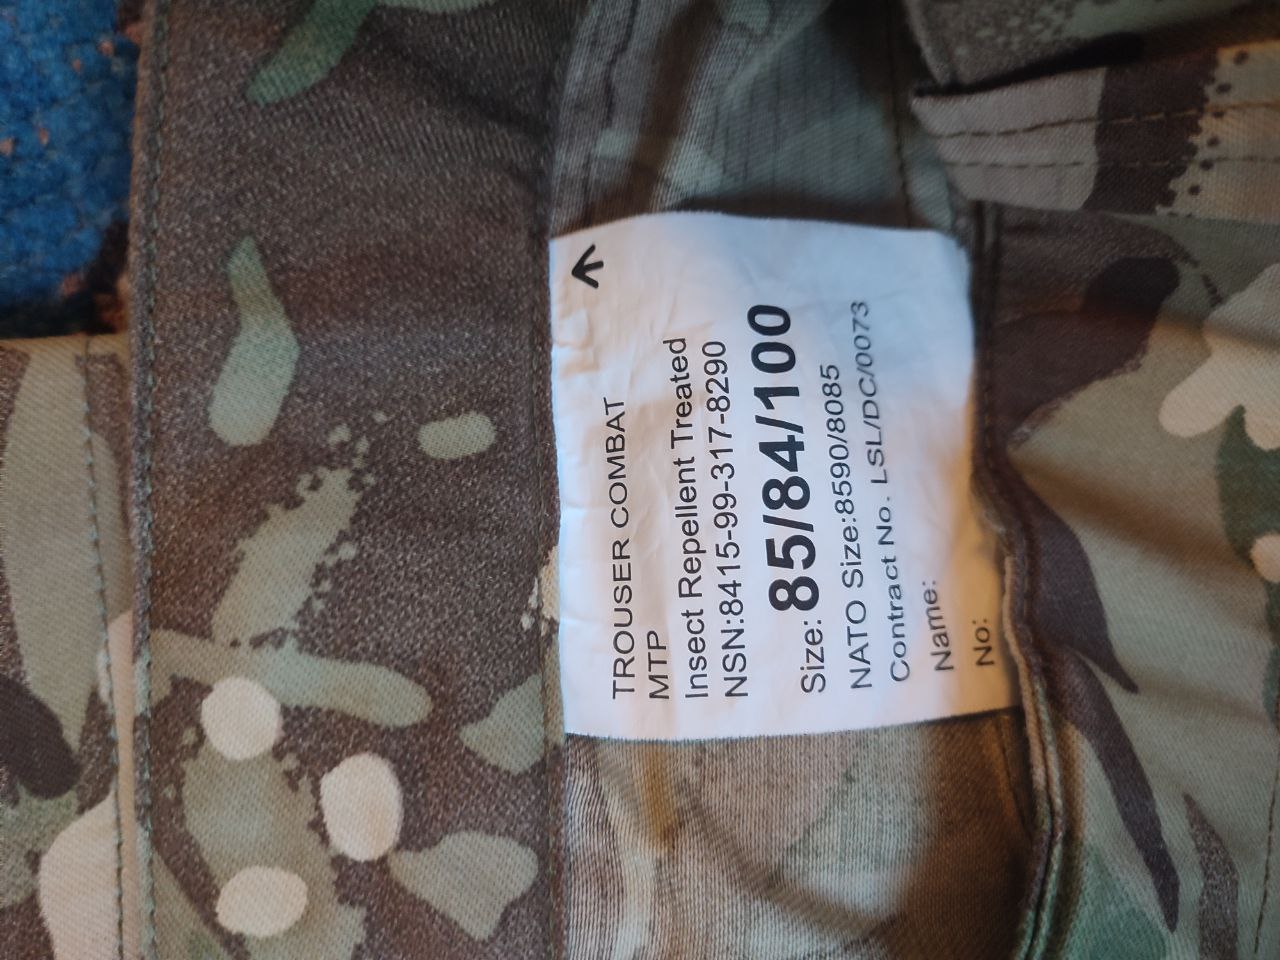 TROUSER COMBAT
MTP
Insect Repellent Treated
NSN:8415-99-317-8290
Size: 85/84/100
NATO Size:8590/8085
Contract No. LSL/DC/0073
Name:
No: